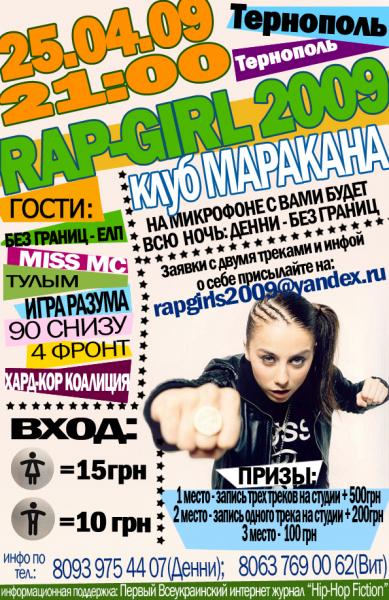 25.04.09
21:00
Тернополь
Тернополь
RAP-GIRL 2009
клуб МАРАКАНА
ГОСТИ:
БЕЗ ГРАНИЦ - ЕЛП
MISS MC
ТУЛЫМ
ИГРА РАЗУМА
90 СНИЗУ
4 ФРОНТ
ХАРД-КОР КОАЛИЦИЯ
НА МИКРОФОНЕ С ВАМИ БУДЕТ
ВСЮ НОЧЬ: ДЕННИ - БЕЗ ГРАНИЦ
Заявки с двумя треками и инфой
о себе присылайте на:
rapgirls2009@yandex.ru
ВХОД:
=15грн
=10 грн
ПРИЗЫ:
1 место - запись трех треков на студии + 500грн
2 место - запись одного трека на студии + 200грн
3 место - 100 грн
инфо по
тел.: 8093 975 44 07(Денни); 8063 769 00 62(Вит)
информационная поддержка: Первый Всеукраинский интернет журнал "Hip-Hop Fiction"